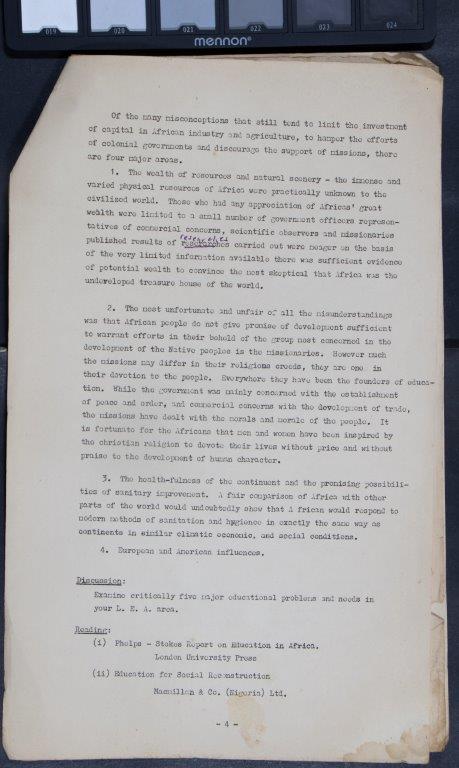 019 020 021 022 023 024
mennon®
Of the many misconceptions that still tend to limit the investment
of capital in African industry and agriculture, to hamper the efforts
of colonial governments and discourage the support of missions, there
are four major areas.
1. The wealth of resources and natural scenery - the immense and
varied physical resources of Africa were practically unknown to the
civilized world. Those who had any appreciation of Africas' great
wealth were limited to a small number of government officers represen-
tatives of commercial concerns, scientific observers and missionaries
researches
published results of researches carried out were meager on the basis
of the very limited information available there was sufficient evidence
of potential wealth to convince the most skeptical that Africa was the
undeveloped treasure house of the world.
2. The most unfortunate and unfair of all the misunderstandings
was that African people do not give promise of development sufficient
to warrant efforts in their behold of the group most concerned in the
development of the Native peoples is the missionaries. However much
the missions may differ in their religious creeds, they are one in
their devotion to the people. Everywhere they have been the founders of educa-
tion. While the government was mainly concerned with the establishment
of peace and order, and commercial concerns with the development of trade,
the missions have dealt with the morals and morale of the people. It
is fortunate for the Africans that men and women have been inspired by
the christian religion to devote their lives without price and without
praise to the development of human character.
3. The health-fulness of the continent and the promising possibili-
ties of sanitary improvement. A fair comparison of Africa with other
parts of the world would undoubtedly show that A frican would respond to
modern methods of sanitation and hygience in exactly the same way as
continents in similar climatic economic, and social conditions.
4. European and American influences.
Discussion:
Examine critically five major educational problems and needs in
your L. E. A. area.
Reading:
(i) Phelps - Stokes Report on Education in Africa.
London University Press
(ii) Education for Social Reconstruction
Macmillan & Co. (Nigeria) Ltd.
- 4 -